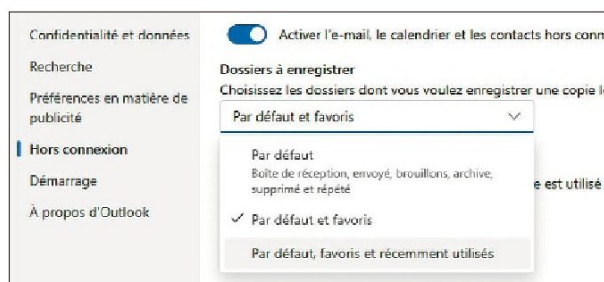 Confidentialité et données
Recherche
Préférences en matière de
publicité
Hors connexion
Démarrage
À propos d'Outlook
Activer l'e-mail, le calendrier et les contacts hors
Dossiers à enregistrer
Choisissez les dossiers dont vous voulez enregistrer une copie
Par défaut et favoris
Par défaut
Boîte de réception, envoyé, brouillons, archive,
supprimé et répété
e est utilisé
Par défaut et favoris
Par défaut, favoris et récemment utilisés